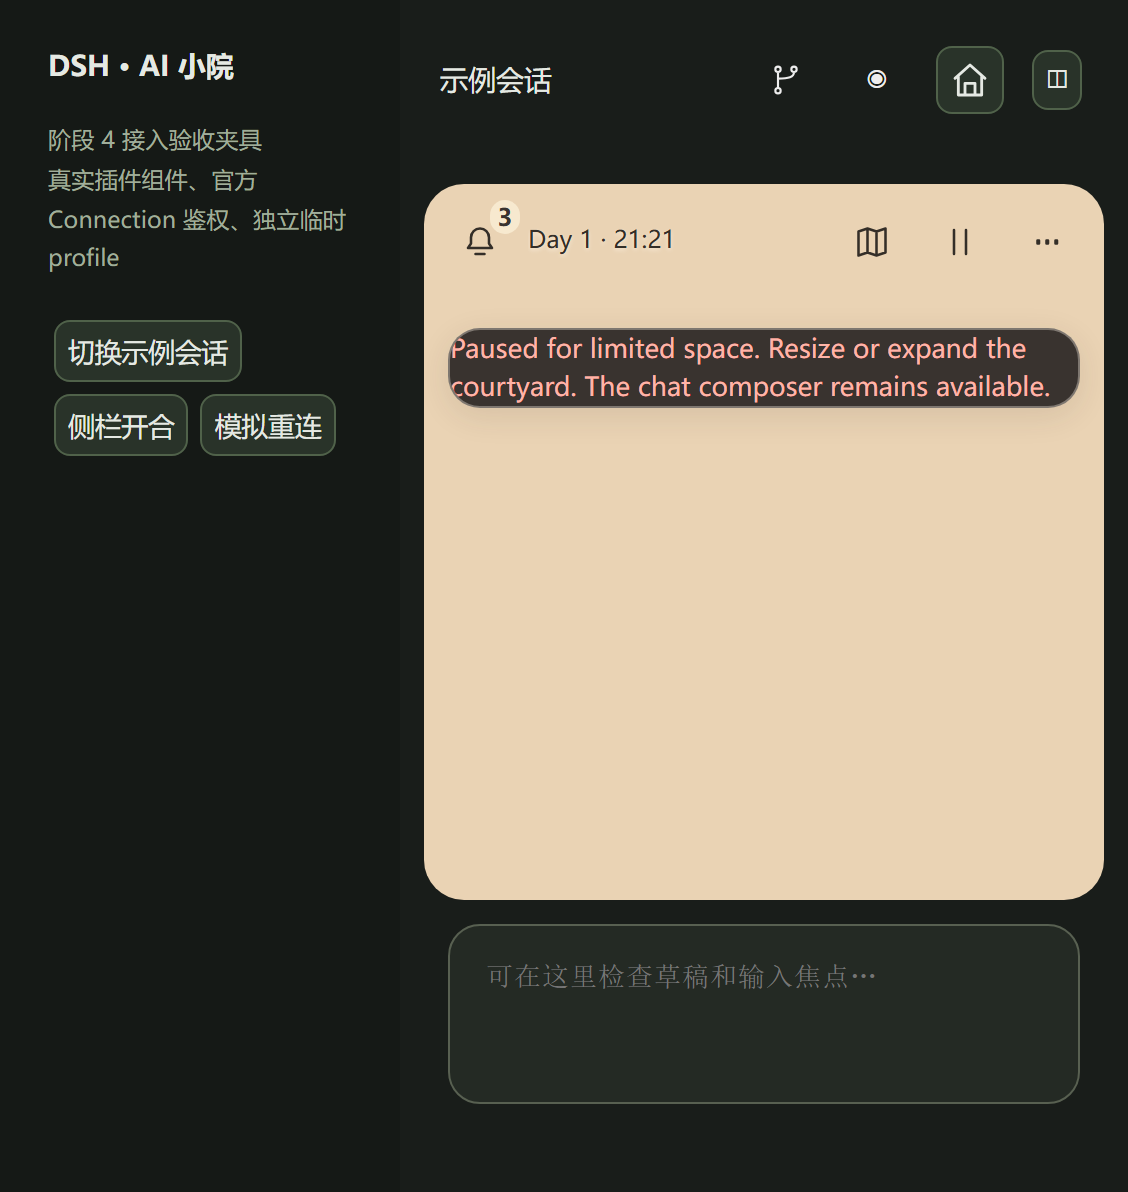 DSH • AI 小院
阶段 4 接入验收夹具
真实插件组件、官方
Connection 鉴权、独立临时
profile
切换示例会话
侧栏开合
模拟重连
示例会话
3
Day 1 · 21:21
Paused for limited space. Resize or expand the
courtyard. The chat composer remains available.
可在这里检查草稿和输入焦点…